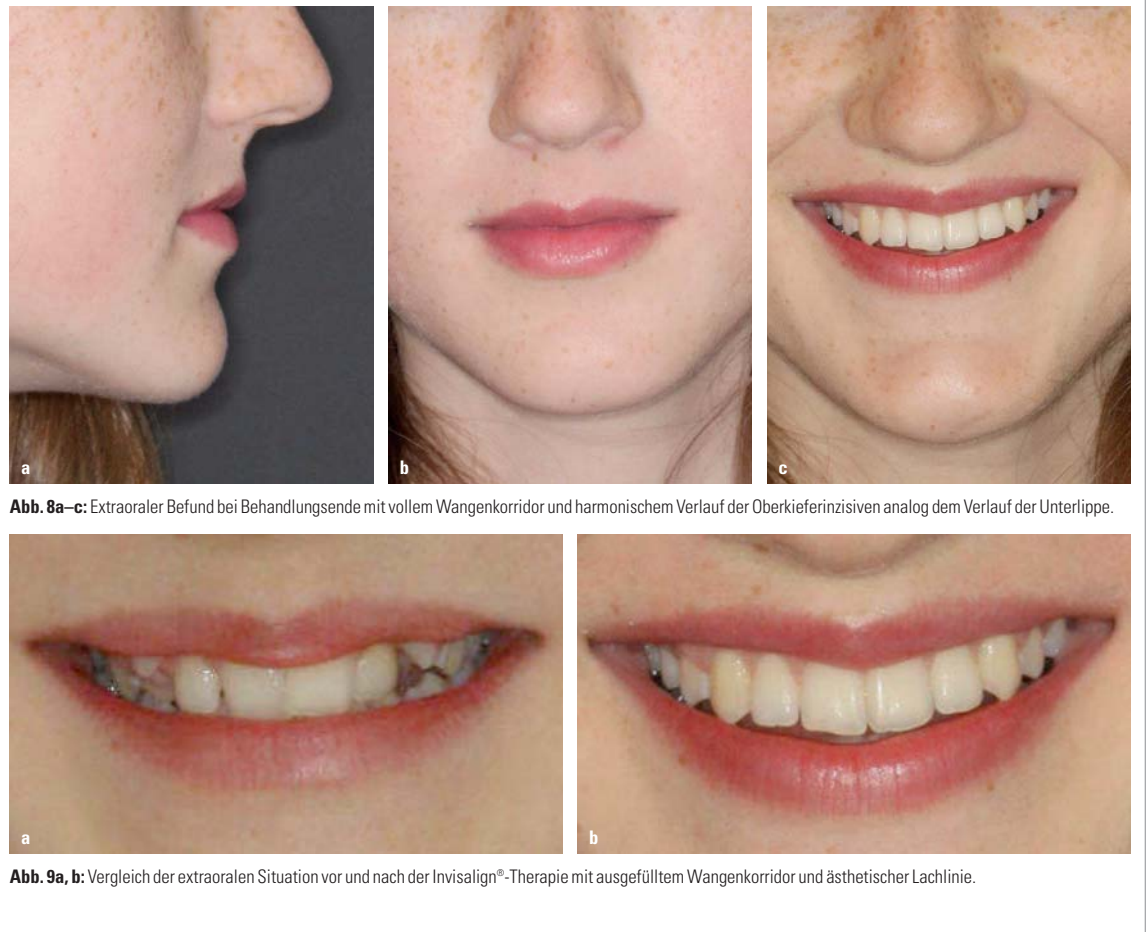 a
b
c
Abb. 8a–c: Extraoraler Befund bei Behandlungsende mit vollem Wangenkorridor und harmonischem Verlauf der Oberkieferinzisiven analog dem Verlauf der Unterlippe.
a
b
Abb. 9a, b: Vergleich der extraoralen Situation vor und nach der Invisalign®-Therapie mit ausgefülltem Wangenkorridor und ästhetischer Lachlinie.